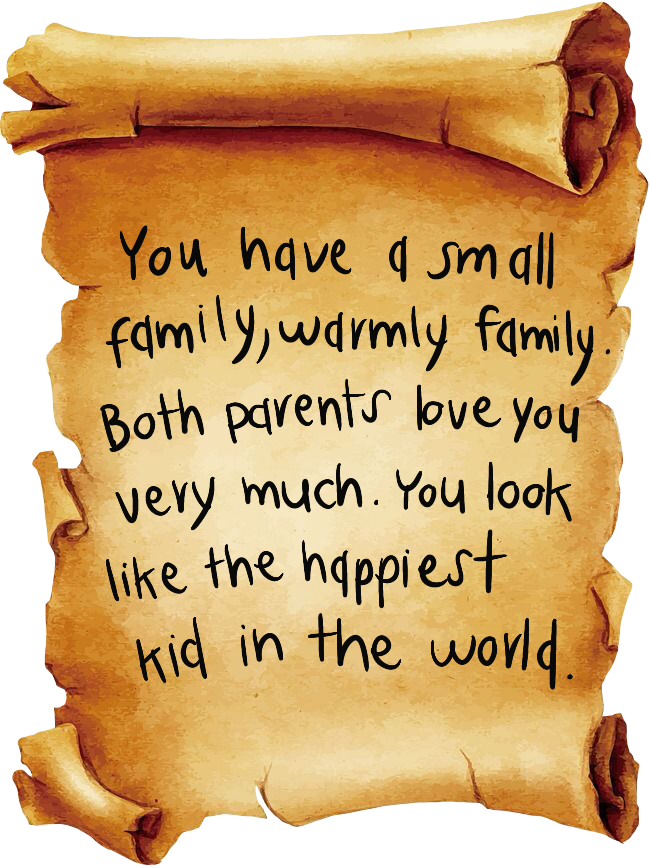 You have a small
family, warmly family.
Both parents love you
very much. You look
like the happiest
kid in the world.